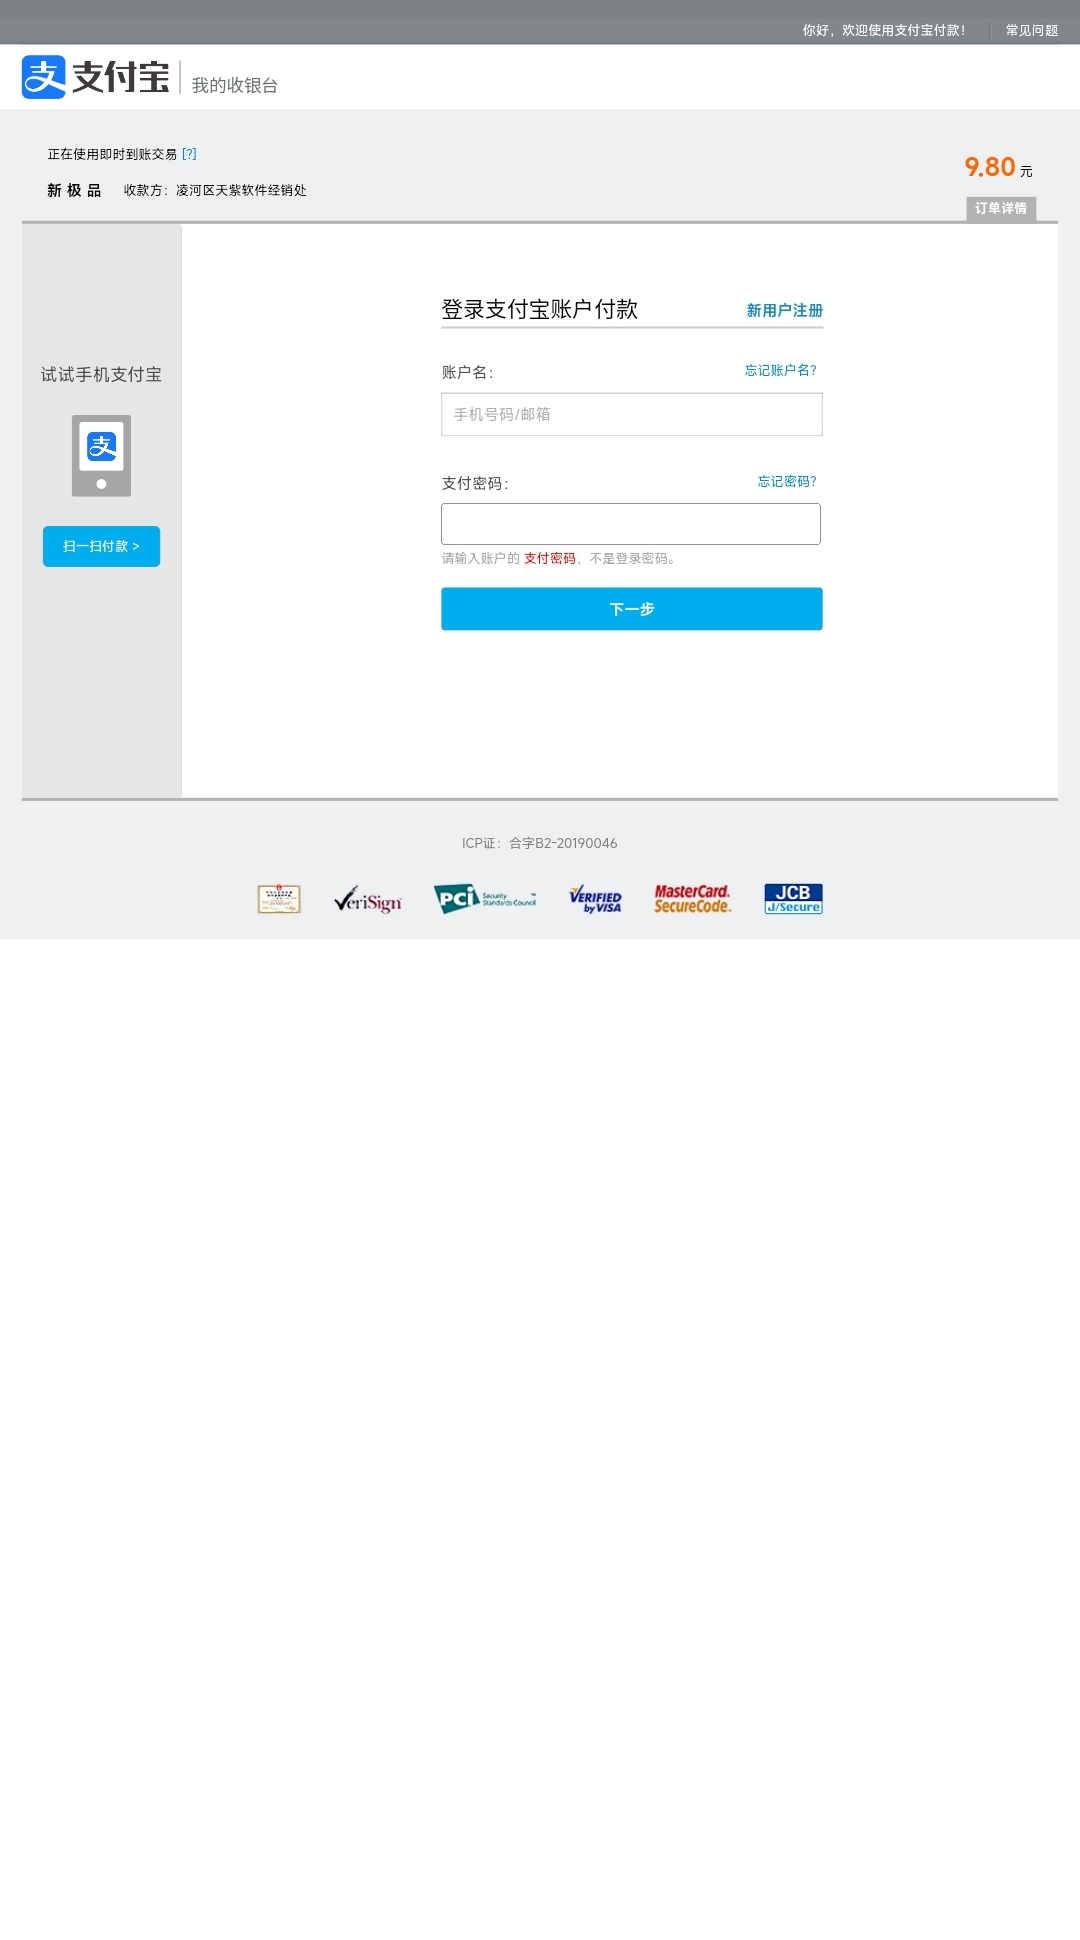 你好，欢迎使用支付宝付款！ 常见问题
支 支付宝 我的收银台
正在使用即时到账交易 [?]
9.80 元
新极品 收款方：凌河区天紫软件经销处
订单详情
登录支付宝账户付款 新用户注册
试试手机支付宝
账户名： 忘记账户名?
手机号码/邮箱
支
支付密码： 忘记密码?
扫一扫付款 >
请输入账户的 支付密码，不是登录密码。
下一步
ICP证：合字B2-20190046
VeriSign
PCI Security Standards Council
VERIFIED by VISA
MasterCard. SecureCode.
JCB J/Secure